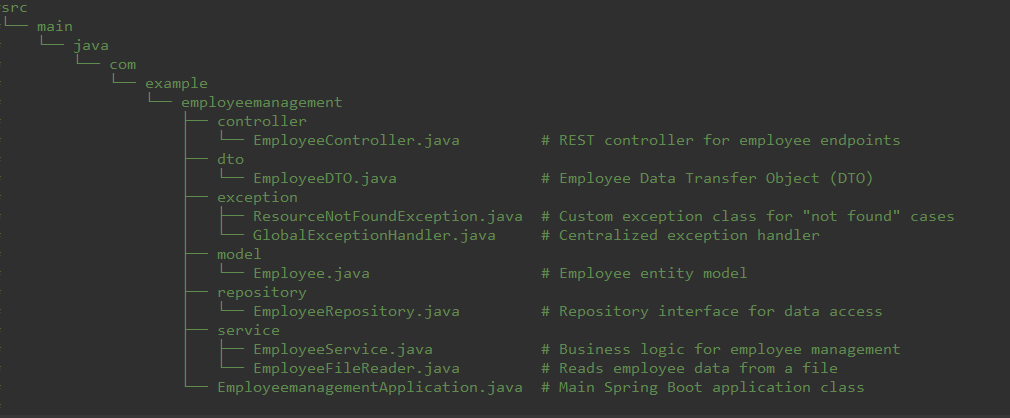 src
└── main
    └── java
        └── com
            └── example
                └── employeemanagement
                    ├── controller
                    │   └── EmployeeController.java         # REST controller for employee endpoints
                    ├── dto
                    │   └── EmployeeDTO.java                # Employee Data Transfer Object (DTO)
                    ├── exception
                    │   ├── ResourceNotFoundException.java  # Custom exception class for "not found" cases
                    │   └── GlobalExceptionHandler.java     # Centralized exception handler
                    ├── model
                    │   └── Employee.java                   # Employee entity model
                    ├── repository
                    │   └── EmployeeRepository.java         # Repository interface for data access
                    ├── service
                    │   ├── EmployeeService.java            # Business logic for employee management
                    │   └── EmployeeFileReader.java         # Reads employee data from a file
                    └── EmployeemanagementApplication.java  # Main Spring Boot application class